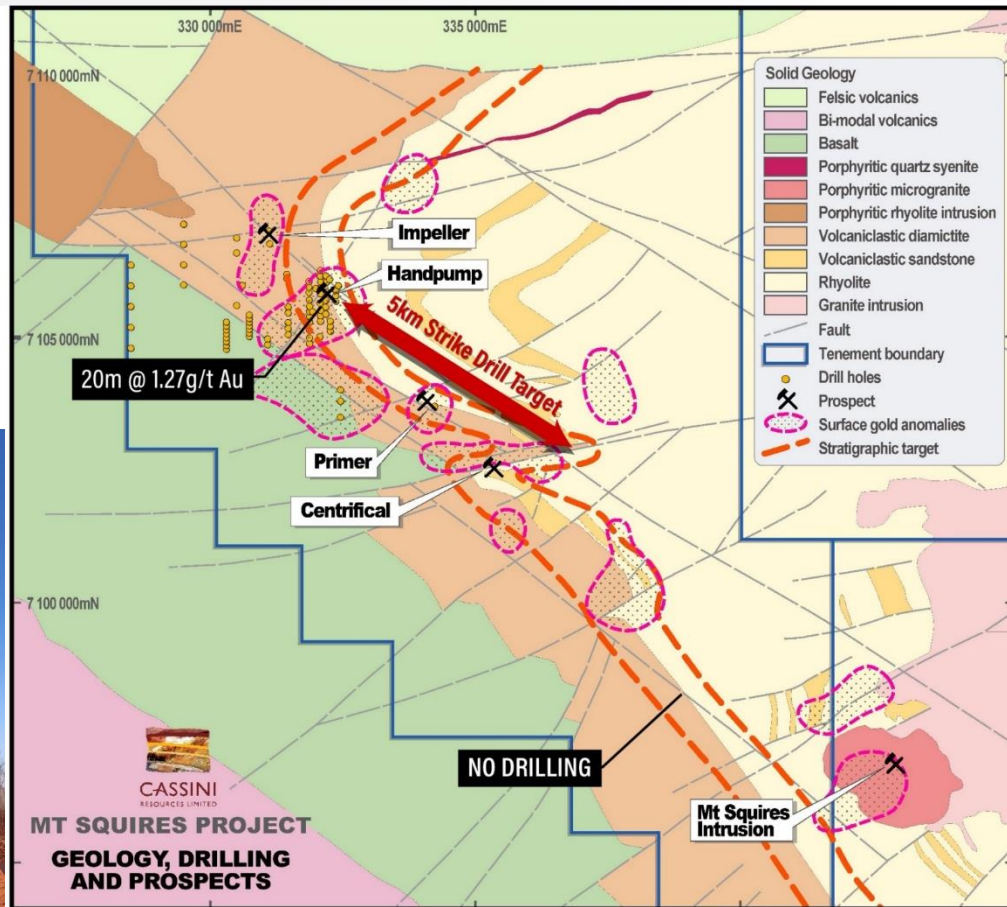 330 000mE
335 000mE
7 110 000mN
7 105 000mN
7 100 000mN
Solid Geology
Felsic volcanics
Bi-modal volcanics
Basalt
Porphyritic quartz syenite
Porphyritic microgranite
Porphyritic rhyolite intrusion
Volcaniclastic diamictite
Volcaniclastic sandstone
Rhyolite
Granite intrusion
Fault
Tenement boundary
Drill holes
Prospect
Surface gold anomalies
Stratigraphic target
Impeller
Handpump
5km Strike Drill Target
20m @ 1.27g/t Au
Primer
Centrifical
NO DRILLING
Mt Squires
Intrusion
CASSINI
RESOURCES LIMITED
MT SQUIRES PROJECT
GEOLOGY, DRILLING
AND PROSPECTS